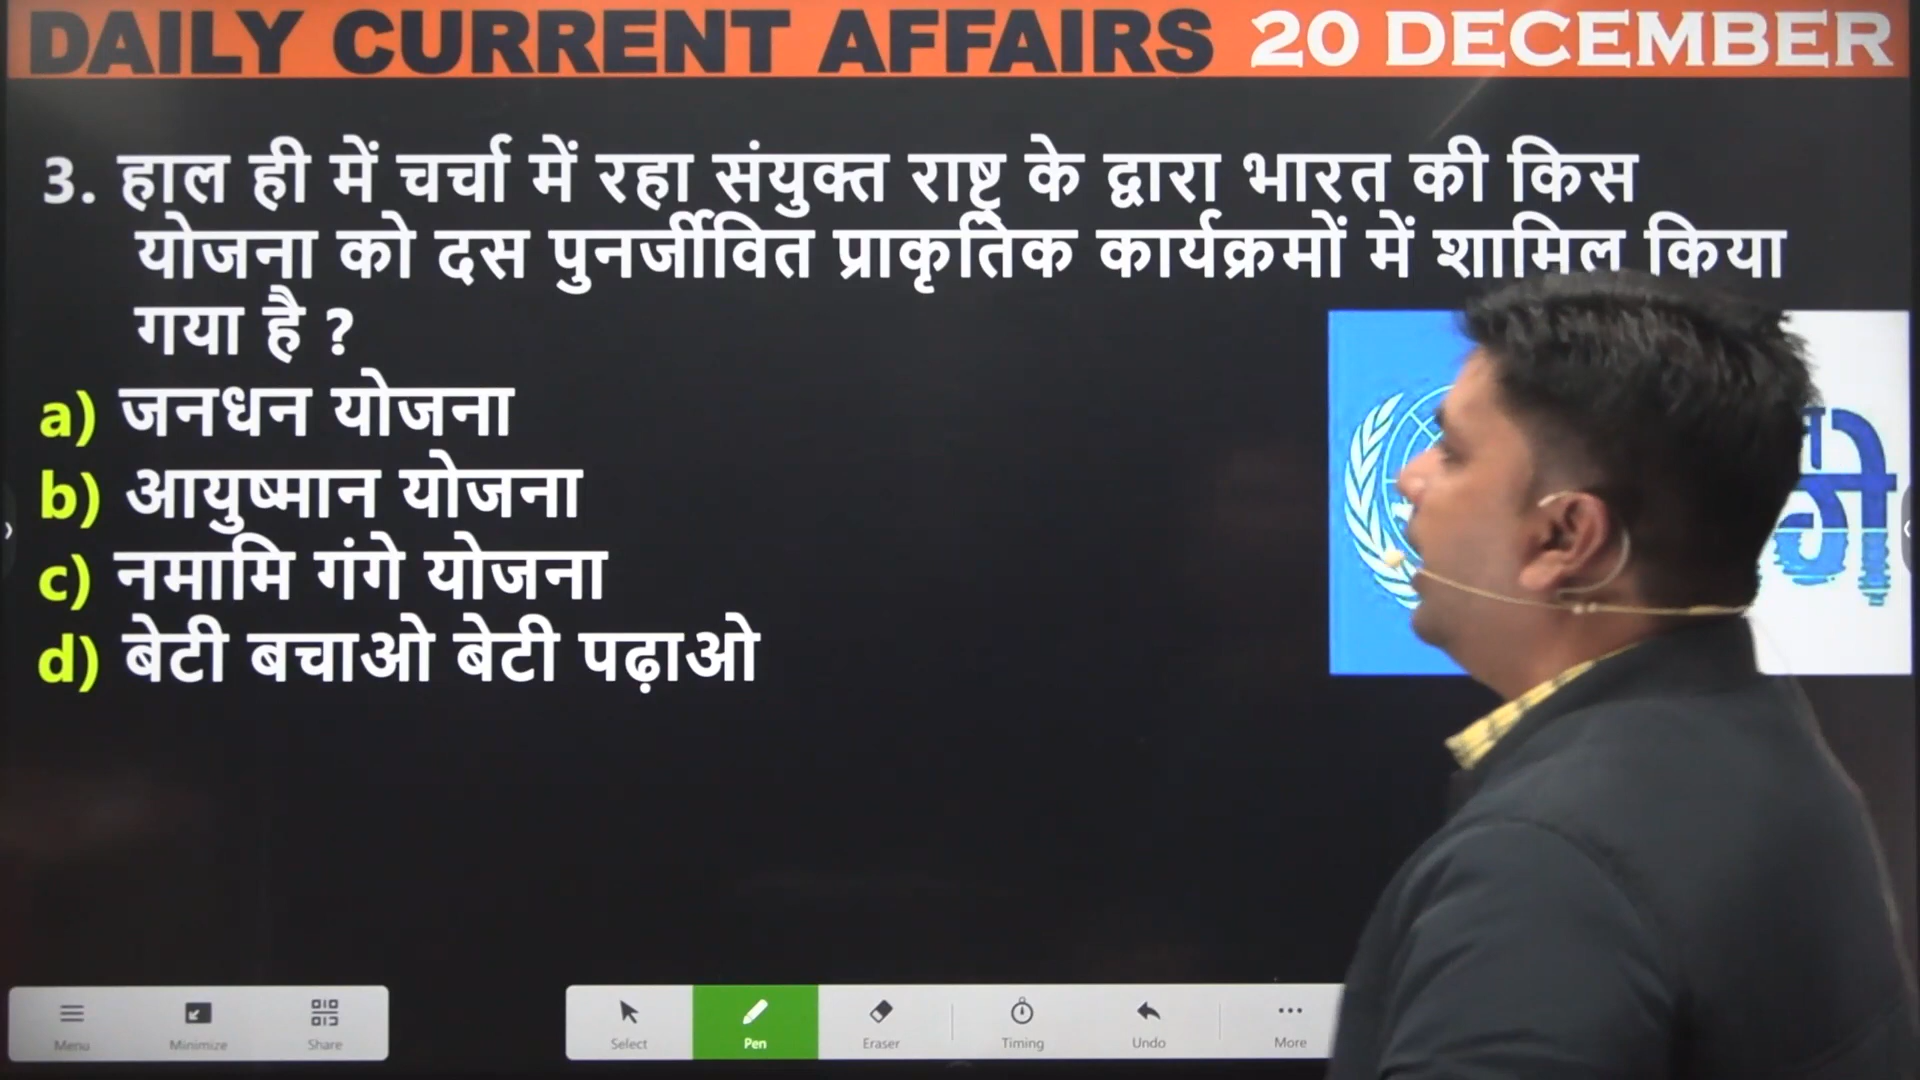 DAILY CURRENT AFFAIRS 20 DECEMBER
3. हाल ही में चर्चा में रहा संयुक्त राष्ट्र के द्वारा भारत की किस
योजना को दस पुनर्जीवित प्राकृतिक कार्यक्रमों में शामिल किया
गया है ?
a) जनधन योजना
b) आयुष्मान योजना
c) नमामि गंगे योजना
d) बेटी बचाओ बेटी पढ़ाओ
Menu Minimize Share Select Pen Eraser Timing Undo More